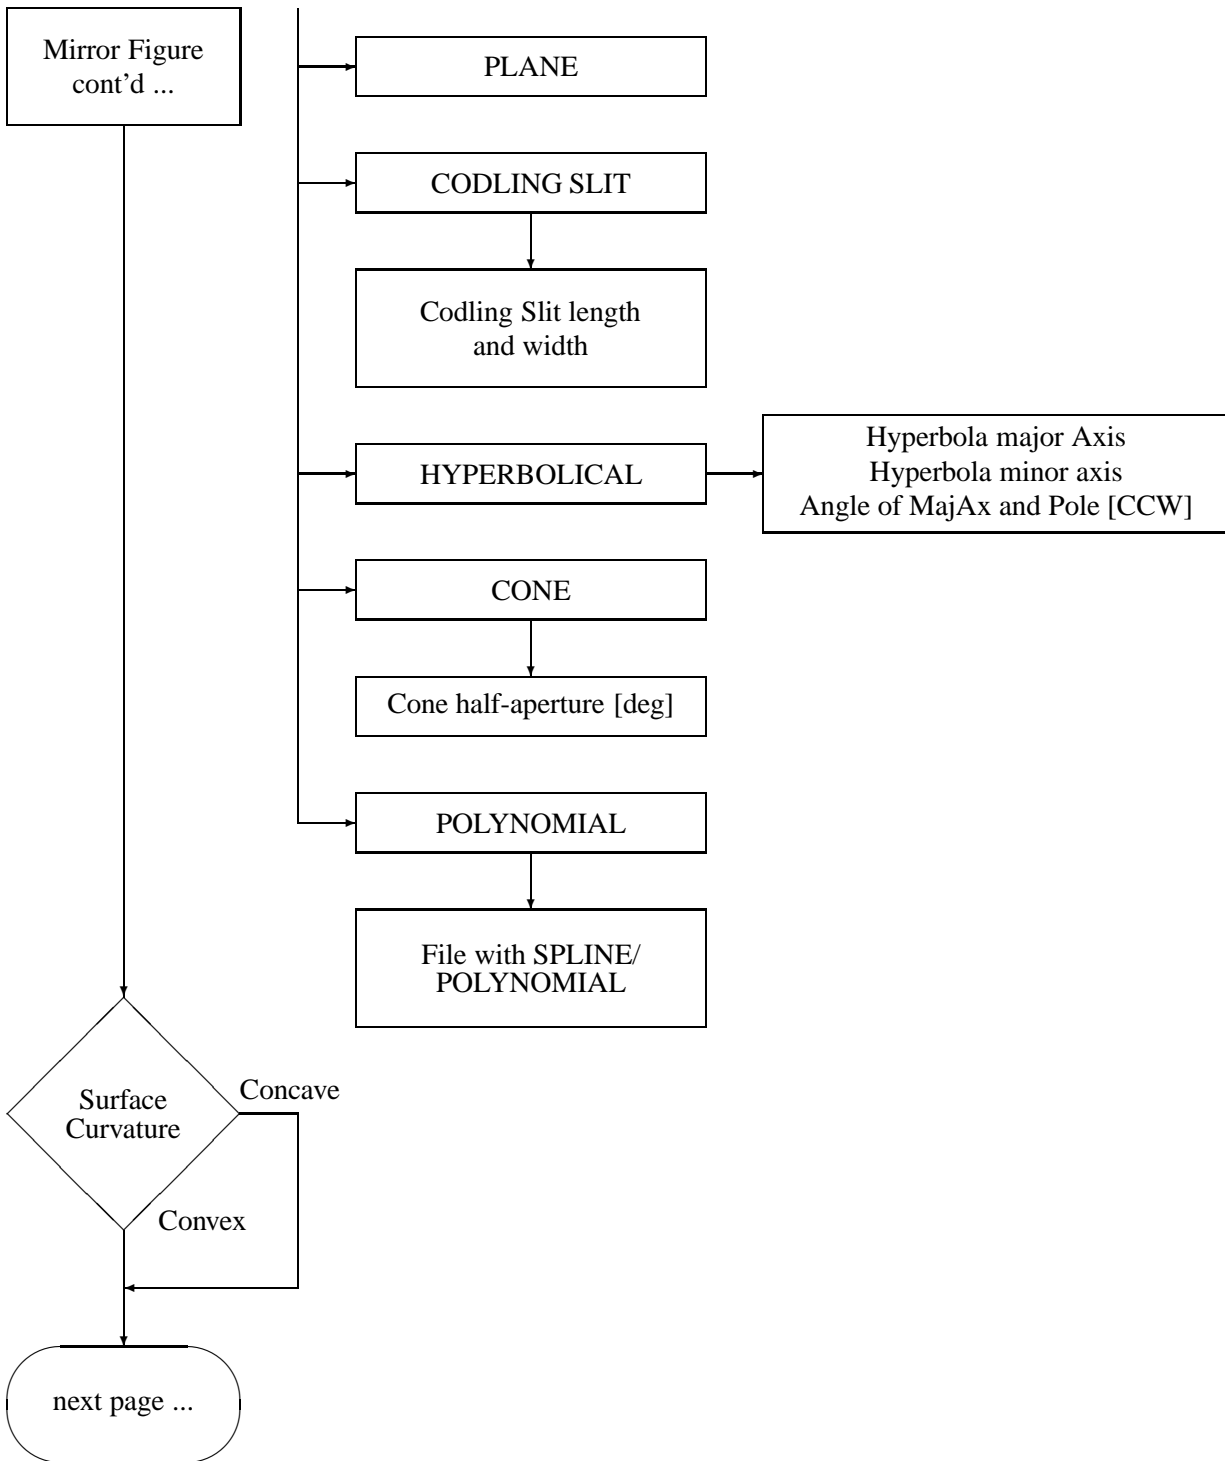 Mirror Figure
cont'd ...
PLANE
CODLING SLIT
Codling Slit length
and width
HYPERBOLICAL
Hyperbola major Axis
Hyperbola minor axis
Angle of MajAx and Pole [CCW]
CONE
Cone half-aperture [deg]
POLYNOMIAL
File with SPLINE/
POLYNOMIAL
Surface
Curvature
Concave
Convex
next page ...